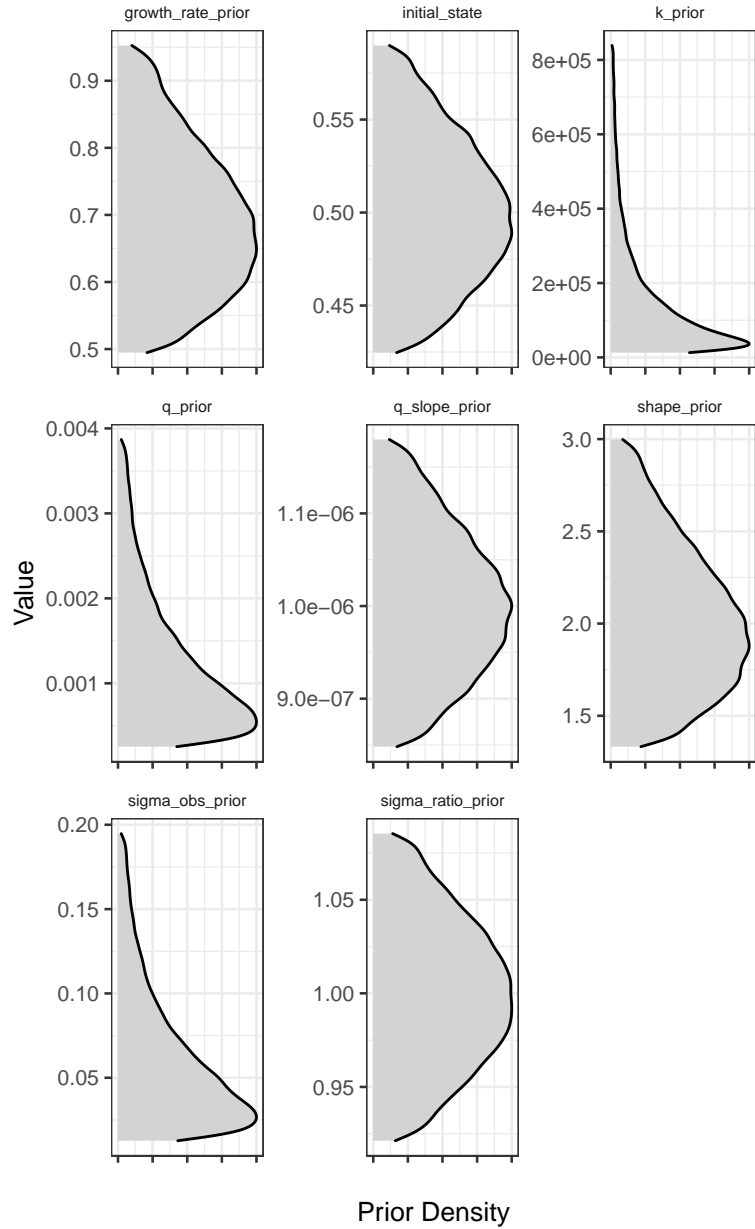 growth_rate_prior
initial_state
k_prior
0.9
0.8
0.7
0.6
0.5
0.55
0.50
0.45
8e+05
6e+05
4e+05
2e+05
0e+00
q_prior
q_slope_prior
shape_prior
0.004
0.003
0.002
0.001
1.1e−06
1.0e−06
9.0e−07
3.0
2.5
2.0
1.5
sigma_obs_prior
sigma_ratio_prior
0.20
0.15
0.10
0.05
1.05
1.00
0.95
Value
Prior Density